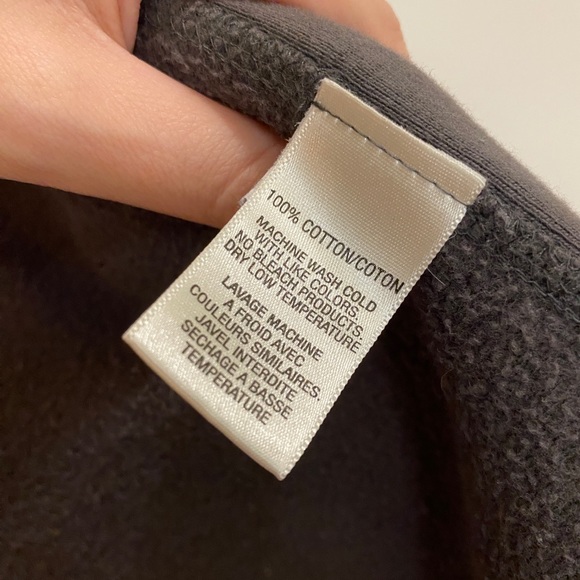 100% COTTON/COTON
MACHINE WASH COLD
WITH LIKE COLORS.
NO BLEACH PRODUCTS.
DRY LOW TEMPERATURE
LAVAGE MACHINE
A FROID AVEC
COULEURS SIMILAIRES.
JAVEL INTERDITE
SECHAGE A BASSE
TEMPERATURE